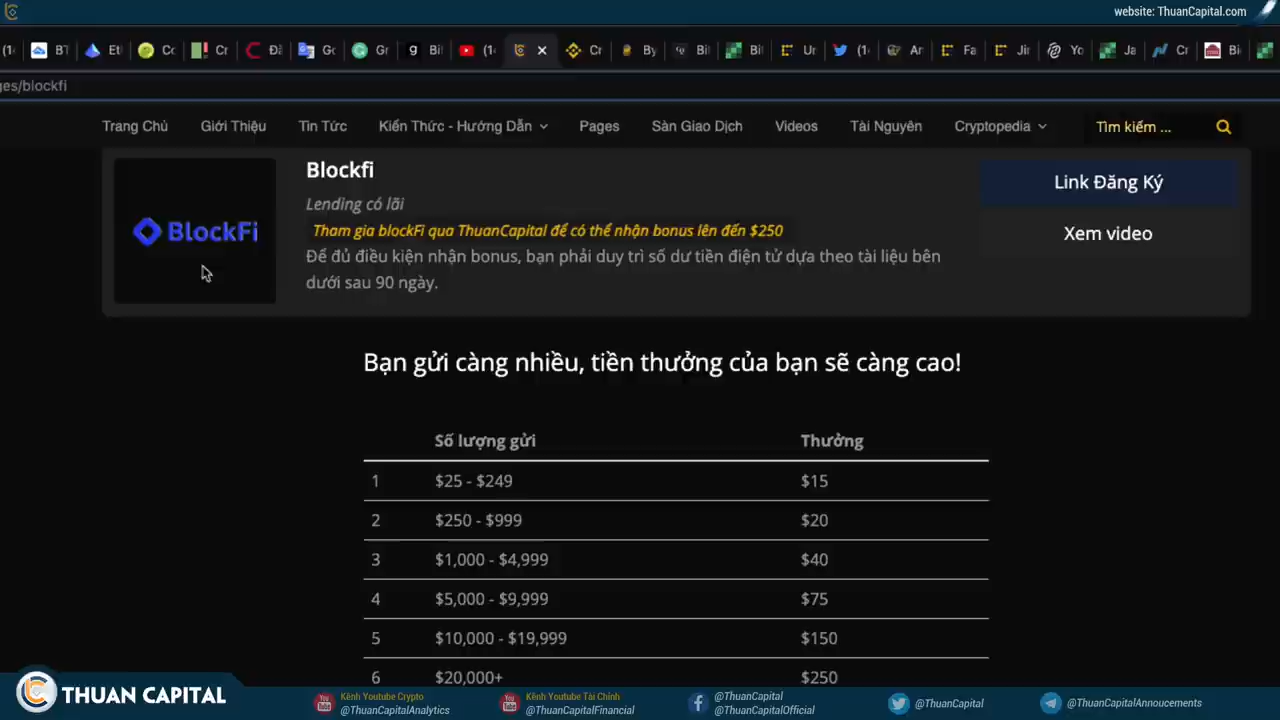 website: ThuanCapital.com
ges/blockfi
Trang Chủ Giới Thiệu Tin Tức Kiến Thức - Hướng Dẫn Pages Sàn Giao Dịch Videos Tài Nguyên Cryptopedia Tìm kiếm ...
Blockfi
Link Đăng Ký
Lending có lãi
BlockFi
Tham gia blockFi qua ThuanCapital để có thể nhận bonus lên đến $250
Xem video
Để đủ điều kiện nhận bonus, bạn phải duy trì số dư tiền điện tử dựa theo tài liệu bên
dưới sau 90 ngày.
Bạn gửi càng nhiều, tiền thưởng của bạn sẽ càng cao!
Số lượng gửi Thưởng
1 $25 - $249 $15
2 $250 - $999 $20
3 $1,000 - $4,999 $40
4 $5,000 - $9,999 $75
5 $10,000 - $19,999 $150
6 $20,000+ $250
THUAN CAPITAL
Kênh Youtube Crypto
@ThuanCapitalAnalytics
Kênh Youtube Tài Chính
@ThuanCapitalFinancial
@ThuanCapital
@ThuanCapitalOfficial
@ThuanCapital
@ThuanCapitalAnnoucements